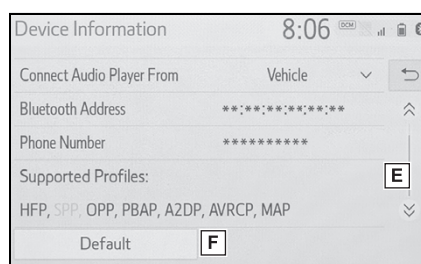 Device Information 8:06 DCM
Connect Audio Player From Vehicle
Bluetooth Address **:**:**:**:**:**
Phone Number **********
Supported Profiles: E
HFP, SPP, OPP, PBAP, A2DP, AVRCP, MAP
Default F